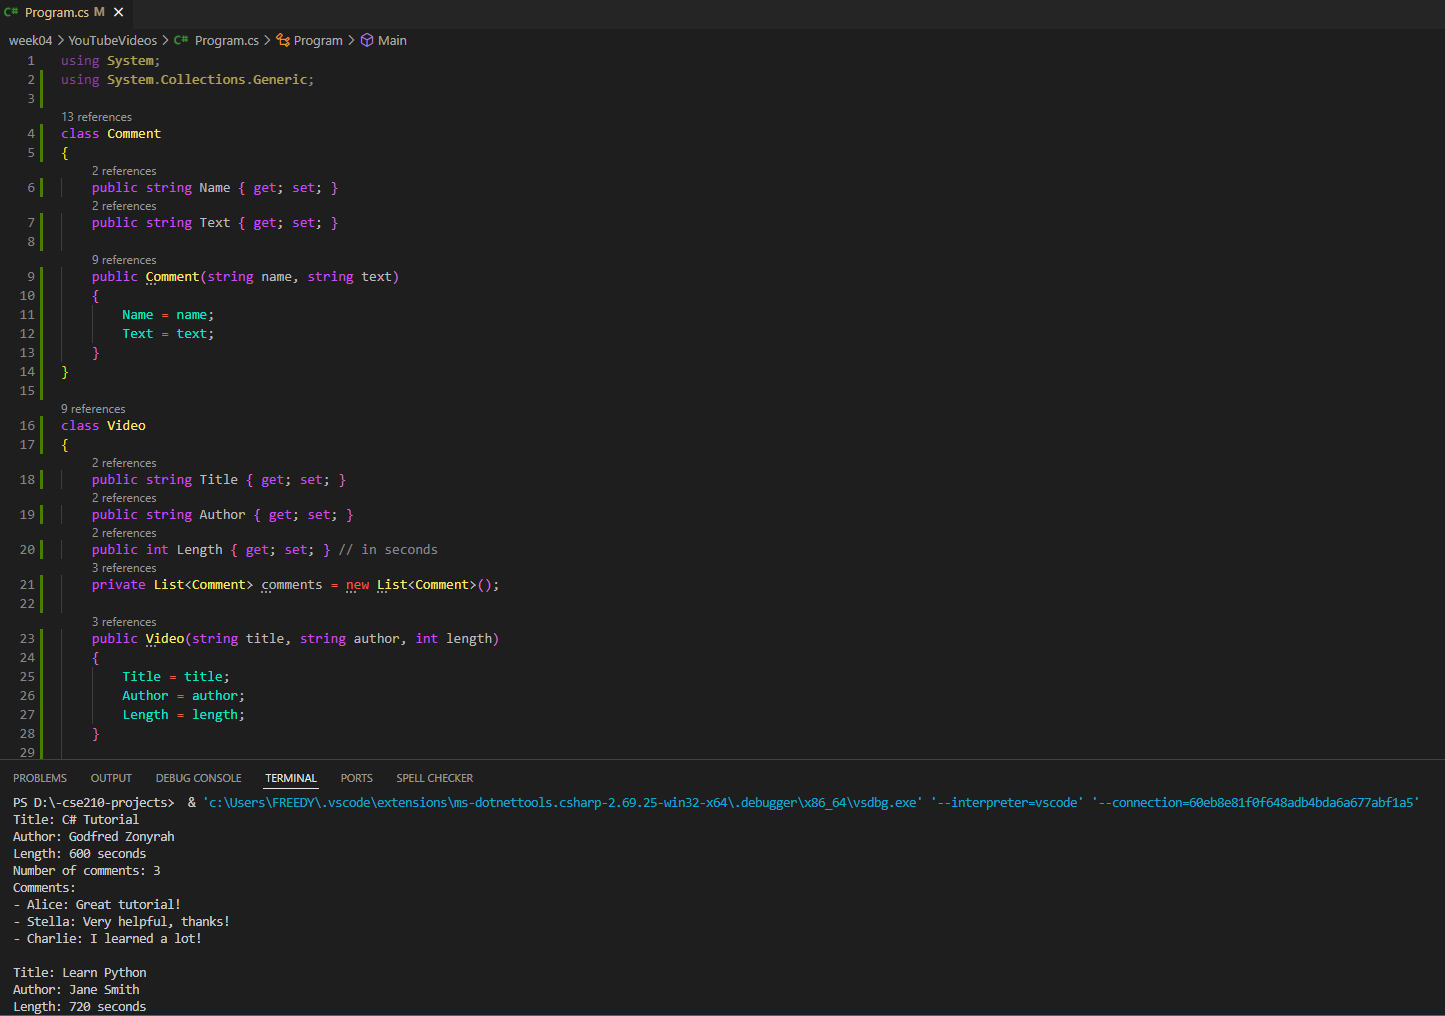 C# Program.cs M ×
week04 > YouTubeVideos > C# Program.cs > Program > Main
1 using System;
2 using System.Collections.Generic;
3
13 references
4 class Comment
5 {
2 references
6 public string Name { get; set; }
2 references
7 public string Text { get; set; }
8
9 references
9 public Comment(string name, string text)
10 {
11 Name = name;
12 Text = text;
13 }
14 }
15
9 references
16 class Video
17 {
2 references
18 public string Title { get; set; }
2 references
19 public string Author { get; set; }
2 references
20 public int Length { get; set; } // in seconds
3 references
21 private List<Comment> comments = new List<Comment>();
22
3 references
23 public Video(string title, string author, int length)
24 {
25 Title = title;
26 Author = author;
27 Length = length;
28 }
29
PROBLEMS OUTPUT DEBUG CONSOLE TERMINAL PORTS SPELL CHECKER
PS D:\-cse210-projects> & 'c:\Users\FREEDY\.vscode\extensions\ms-dotnettools.csharp-2.69.25-win32-x64\.debugger\x86_64\vsdbg.exe' '--interpreter=vscode' '--connection=60eb8e81f0f648adb4bda6a677abf1a5'
Title: C# Tutorial
Author: Godfred Zonyrah
Length: 600 seconds
Number of comments: 3
Comments:
- Alice: Great tutorial!
- Stella: Very helpful, thanks!
- Charlie: I learned a lot!
Title: Learn Python
Author: Jane Smith
Length: 720 seconds